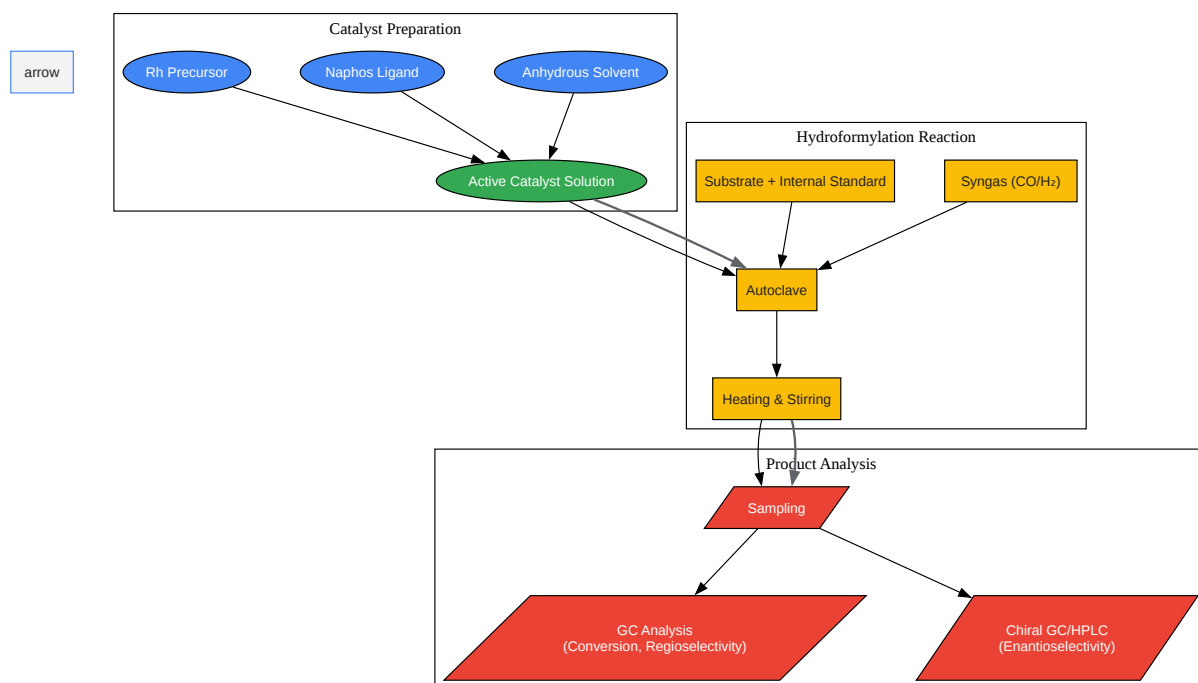 Catalyst Preparation
arrow
Rh Precursor
Naphos Ligand
Anhydrous Solvent
Active Catalyst Solution
Hydroformylation Reaction
Substrate + Internal Standard
Syngas (CO/H₂)
Autoclave
Heating & Stirring
Product Analysis
Sampling
GC Analysis
(Conversion, Regioselectivity)
Chiral GC/HPLC
(Enantioselectivity)